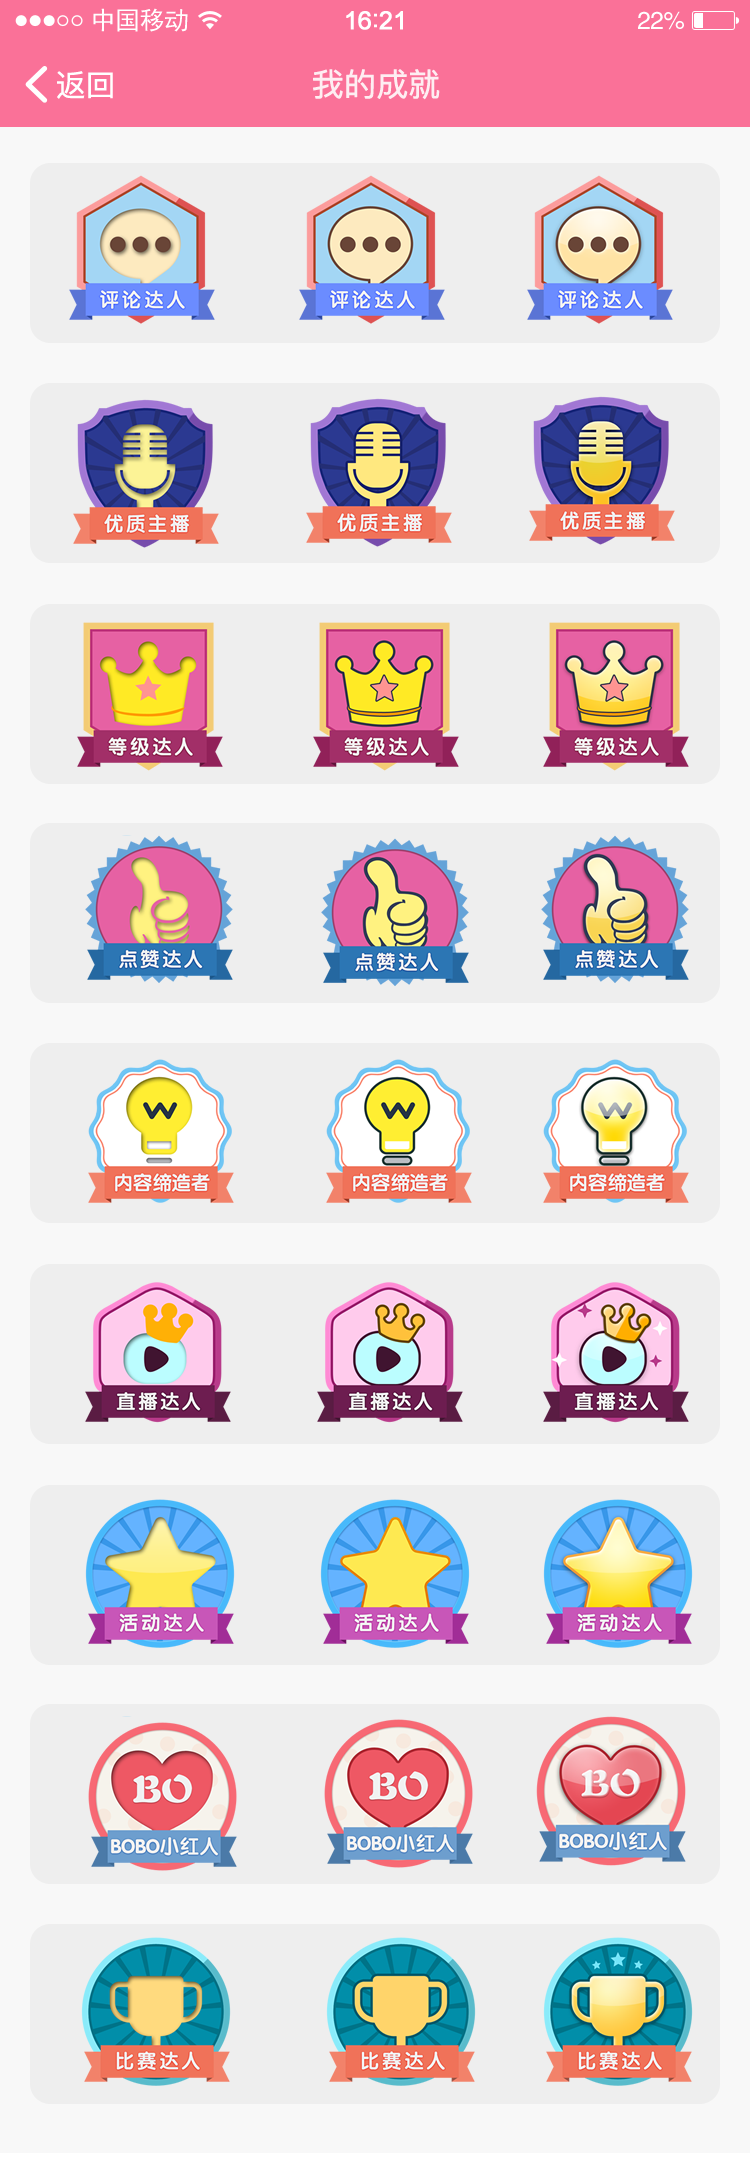 中国移动 16:21 22%
返回 我的成就
评论达人 评论达人 评论达人
优质主播 优质主播 优质主播
等级达人 等级达人 等级达人
点赞达人 点赞达人 点赞达人
内容缔造者 内容缔造者 内容缔造者
直播达人 直播达人 直播达人
活动达人 活动达人 活动达人
BO BO BO
BOBO小红人 BOBO小红人 BOBO小红人
比赛达人 比赛达人 比赛达人